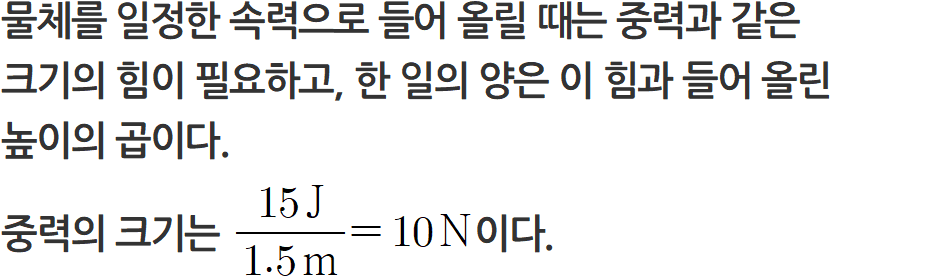 물체를 일정한 속력으로 들어 올릴 때는 중력과 같은
크기의 힘이 필요하고, 한 일의 양은 이 힘과 들어 올린
높이의 곱이다.
중력의 크기는 \frac{15 J}{1.5 m} = 10 N이다.